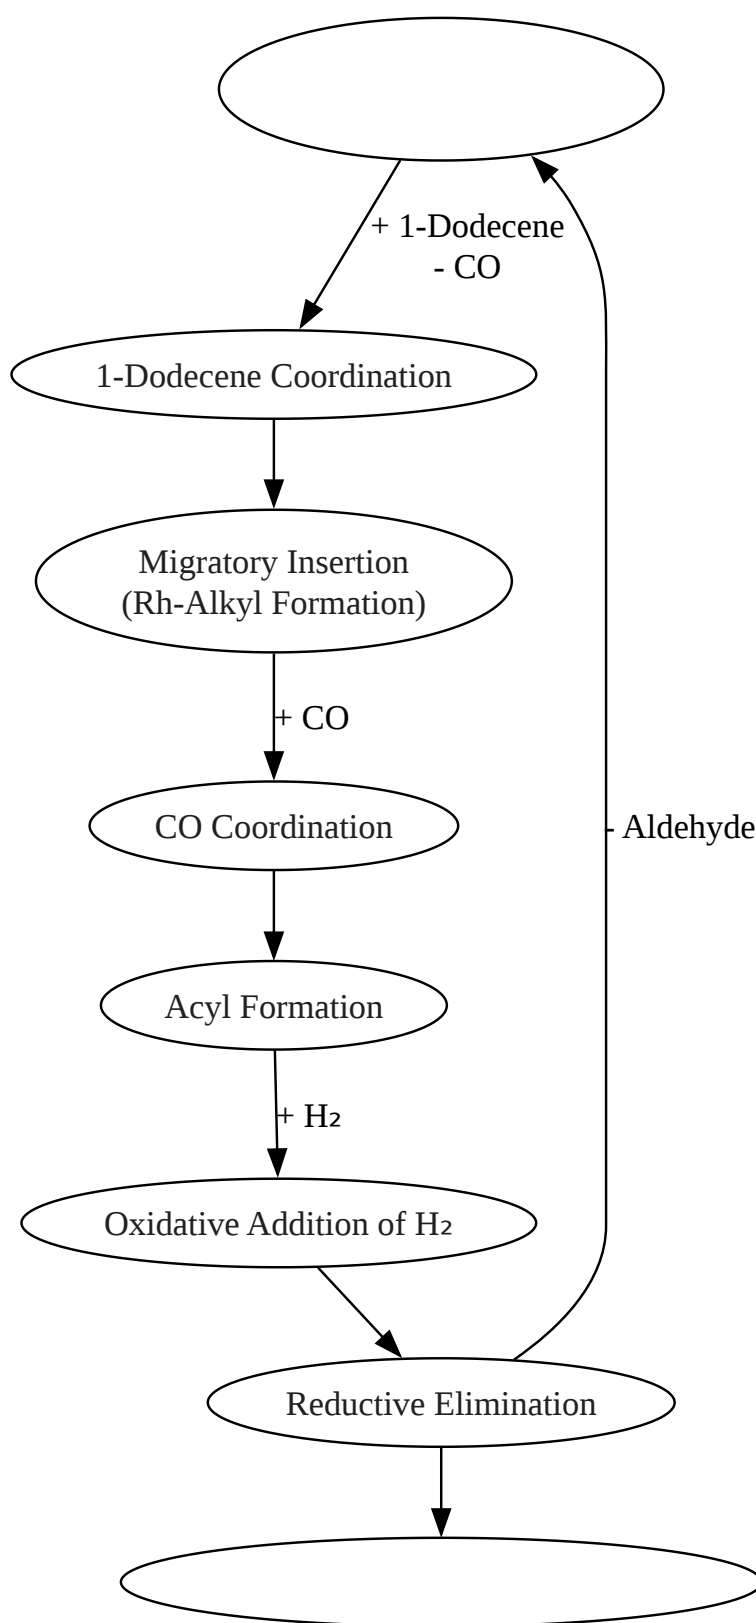 + 1-Dodecene
- CO
1-Dodecene Coordination
Migratory Insertion
(Rh-Alkyl Formation)
+ CO
CO Coordination
- Aldehyde
Acyl Formation
+ H₂
Oxidative Addition of H₂
Reductive Elimination